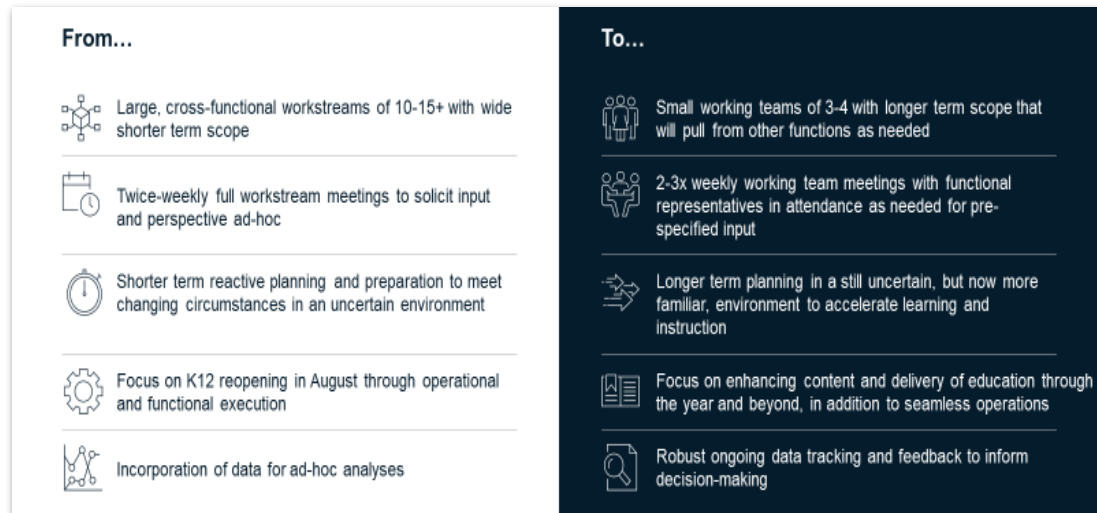 From...
Large, cross-functional workstreams of 10-15+ with wide
shorter term scope
Twice-weekly full workstream meetings to solicit input
and perspective ad-hoc
Shorter term reactive planning and preparation to meet
changing circumstances in an uncertain environment
Focus on K12 reopening in August through operational
and functional execution
Incorporation of data for ad-hoc analyses
To...
Small working teams of 3-4 with longer term scope that
will pull from other functions as needed
2-3x weekly working team meetings with functional
representatives in attendance as needed for pre-
specified input
Longer term planning in a still uncertain, but now more
familiar, environment to accelerate learning and
instruction
Focus on enhancing content and delivery of education through
the year and beyond, in addition to seamless operations
Robust ongoing data tracking and feedback to inform
decision-making